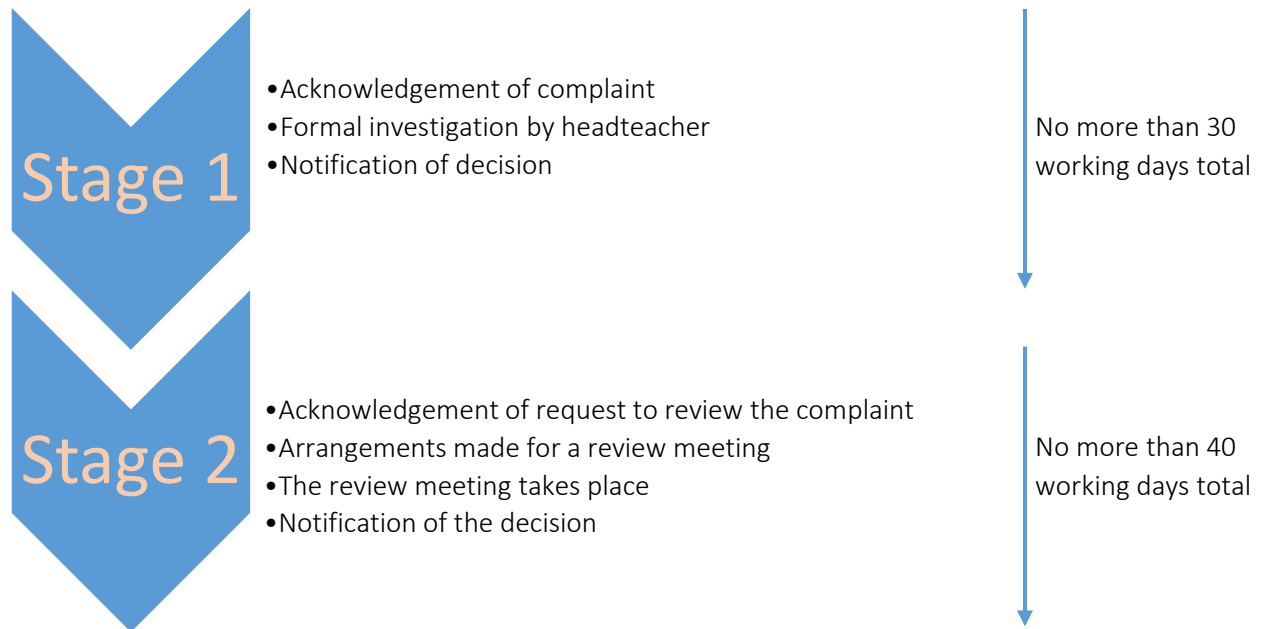 Stage 1
•Acknowledgement of complaint
•Formal investigation by headteacher
•Notification of decision
No more than 30
working days total
Stage 2
•Acknowledgement of request to review the complaint
•Arrangements made for a review meeting
•The review meeting takes place
•Notification of the decision
No more than 40
working days total